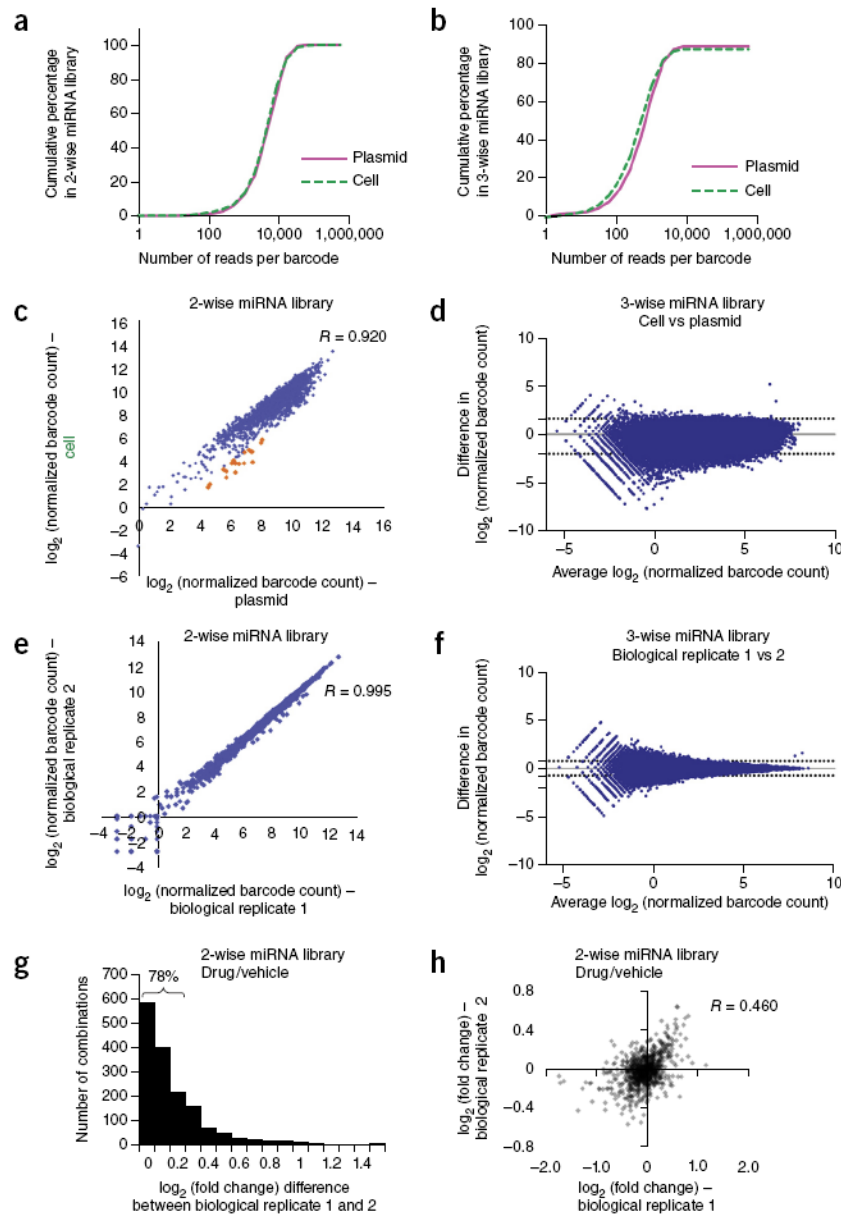 a
Cumulative percentage
in 2-wise miRNA library
100
80
60
40
20
0
Plasmid
Cell
1
100
10,000
1,000,000
Number of reads per barcode
b
Cumulative percentage
in 3-wise miRNA library
100
80
60
40
20
0
Plasmid
Cell
1
100
10,000
1,000,000
Number of reads per barcode
c
2-wise miRNA library
R = 0.920
log2 (normalized barcode count) –
cell
16
14
12
10
8
6
4
2
0
−2
−4
−6
0 2 4 6 8 10 12 14 16
log2 (normalized barcode count) –
plasmid
d
3-wise miRNA library
Cell vs plasmid
Difference in
log2 (normalized barcode count)
10
5
0
−5
−10
−5 0 5 10
Average log2 (normalized barcode count)
e
2-wise miRNA library
R = 0.995
log2 (normalized barcode count) –
biological replicate 2
14
12
10
8
6
4
2
0
−2
−4
−4 −2 0 2 4 6 8 10 12 14
log2 (normalized barcode count) –
biological replicate 1
f
3-wise miRNA library
Biological replicate 1 vs 2
Difference in
log2 (normalized barcode count)
10
5
0
−5
−10
−5 0 5 10
Average log2 (normalized barcode count)
g
2-wise miRNA library
Drug/vehicle
78%
Number of combinations
700
600
500
400
300
200
100
0
0 0.2 0.4 0.6 0.8 1 1.2 1.4
log2 (fold change) difference
between biological replicate 1 and 2
h
2-wise miRNA library
Drug/vehicle
R = 0.460
log2 (fold change) –
biological replicate 2
0.8
0.4
0
−0.4
−0.8
−2.0 −1.0 0 1.0 2.0
log2 (fold change) –
biological replicate 1